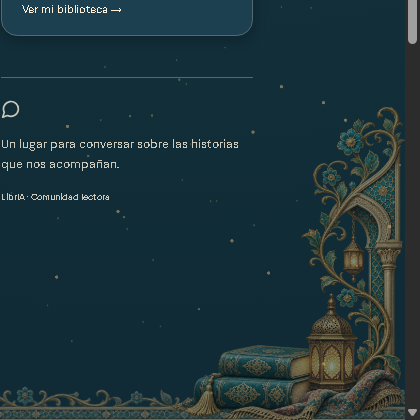 Ver mi biblioteca →
Un lugar para conversar sobre las historias
que nos acompañan.
LibrIA · Comunidad lectora